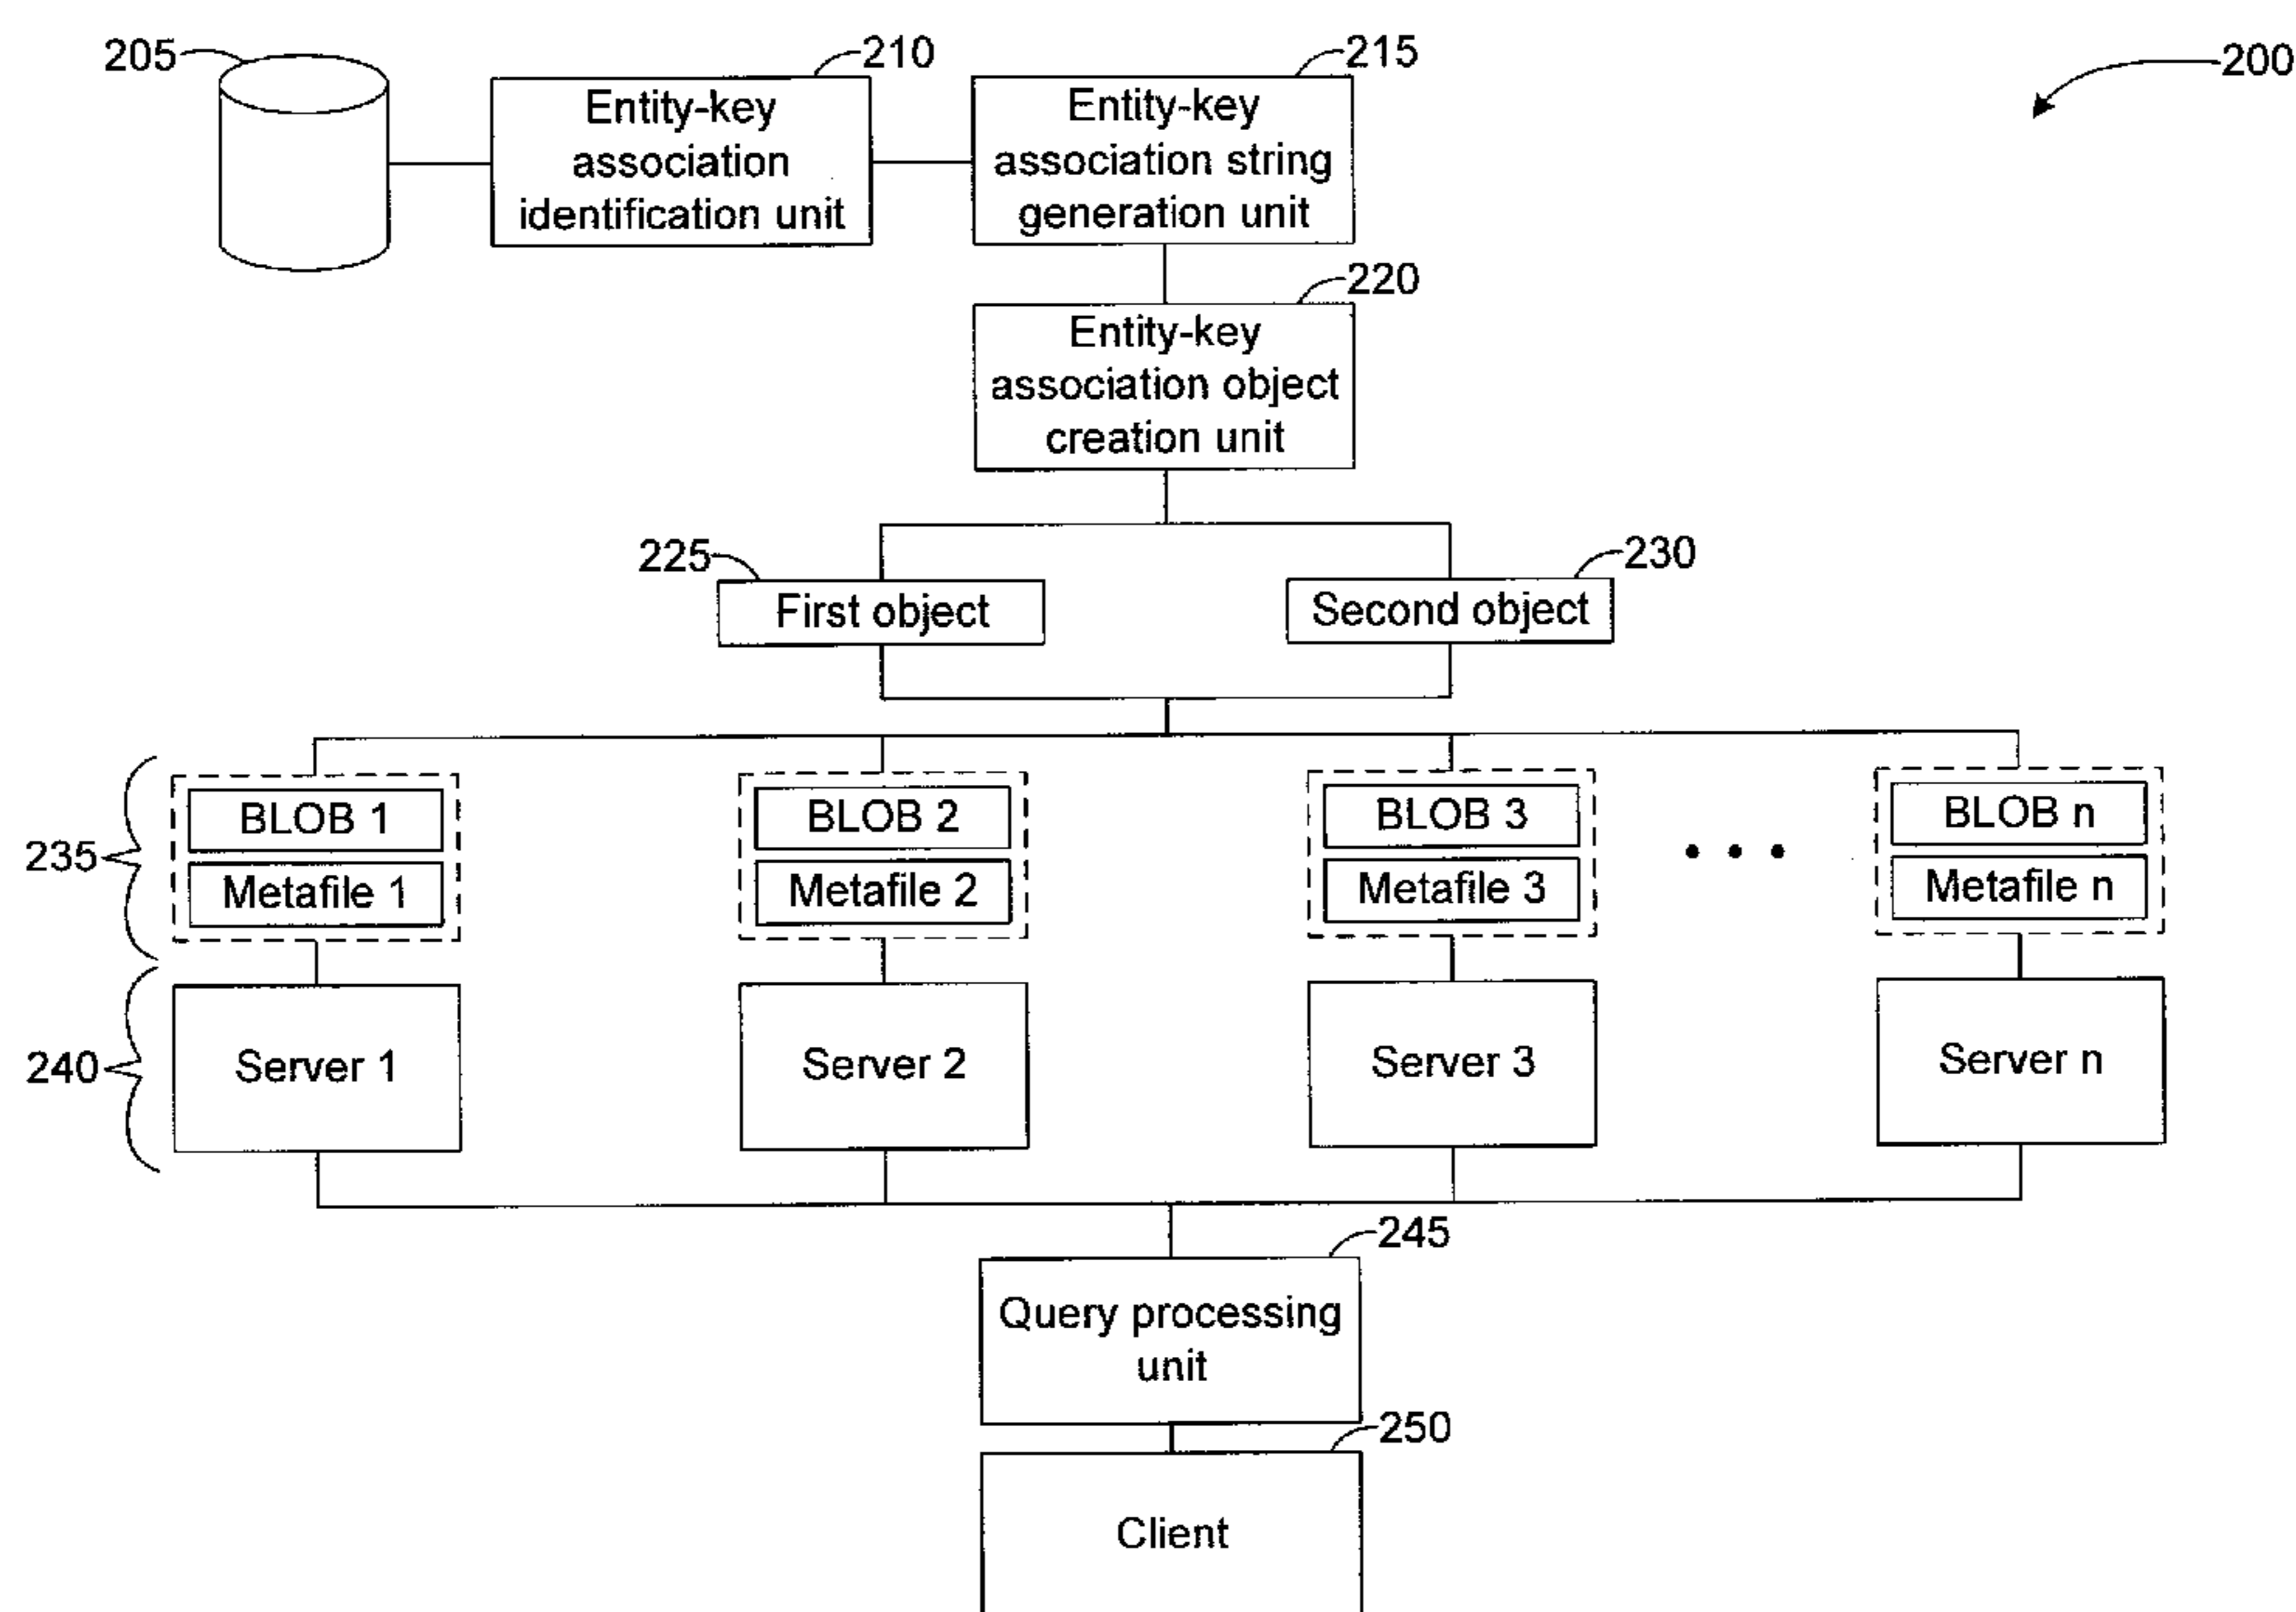 205
210
215
200
Entity-key
association
identification unit
Entity-key
association string
generation unit
220
Entity-key
association object
creation unit
225
230
First object
Second object
235
BLOB 1
Metafile 1
BLOB 2
Metafile 2
BLOB 3
Metafile 3
BLOB n
Metafile n
240
Server 1
Server 2
Server 3
Server n
245
Query processing
unit
250
Client